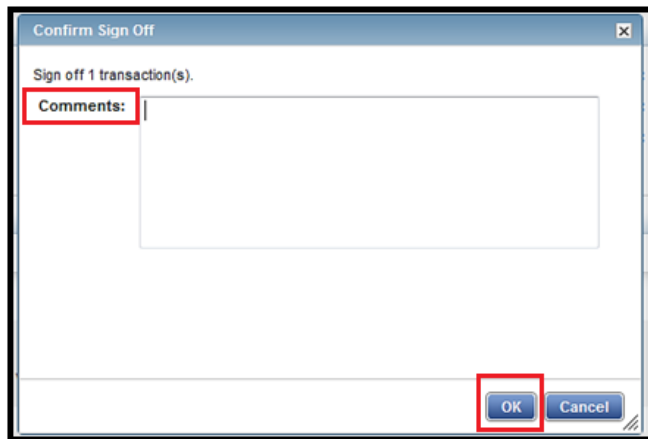 Confirm Sign Off
Sign off 1 transaction(s).
Comments:
OK Cancel